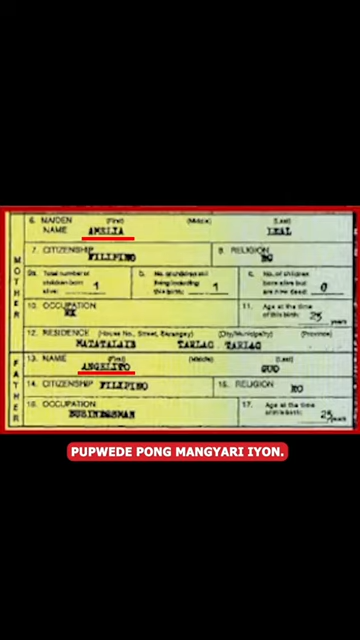 6. MAIDEN (First) (Middle) (Last)
NAME AMELIA LEAL
7. CITIZENSHIP 8. RELIGION
FILIPINO
9a. Total number of b. No. of children still c. No. of children
children born living including born alive but
alive: 1 this birth: 1 are now dead: 0
10. OCCUPATION 11. Age at the time
of this birth: 25 years
12. RESIDENCE (House No., Street, Barangay) (City/Municipality) (Province)
MATATALAIB TARLAC TARLAC
MOTHER
13. NAME (First) (Middle) (Last)
ANGELITO GUO
14. CITIZENSHIP FILIPINO 15. RELIGION
16. OCCUPATION 17. Age at the time
BUSINESSMAN of this birth: 25 years
FATHER
PUPWEDE PONG MANGYARI IYON.